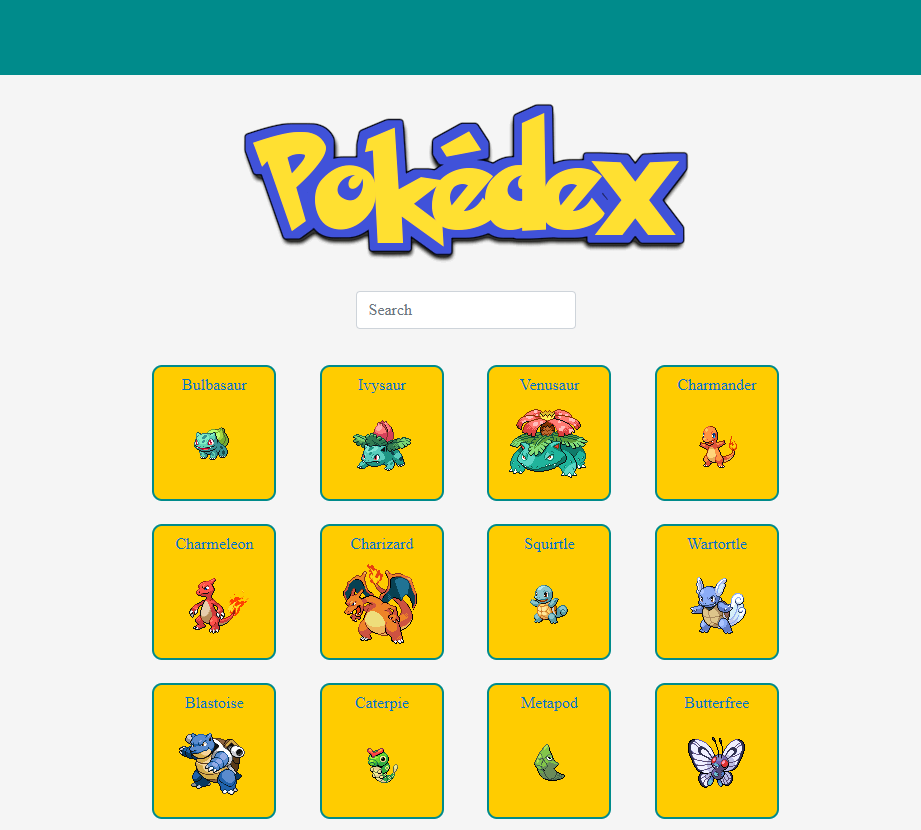 Pokédex
Search
Bulbasaur Ivysaur Venusaur Charmander
Charmeleon Charizard Squirtle Wartortle
Blastoise Caterpie Metapod Butterfree